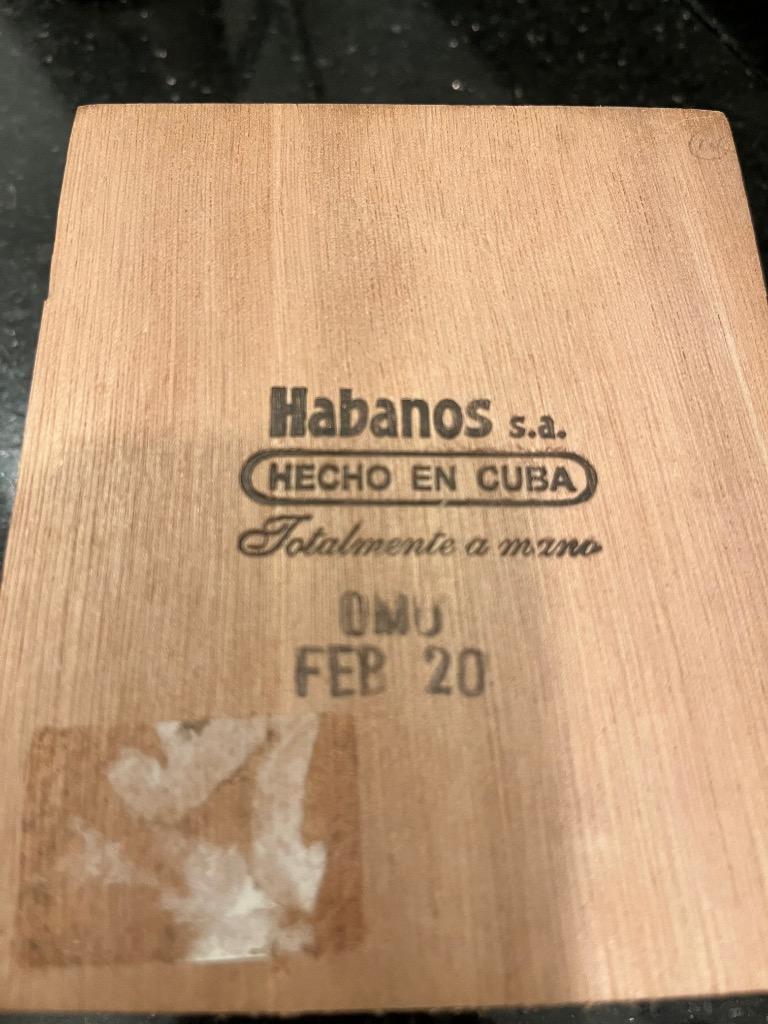 Habanos s.a.
HECHO EN CUBA
Totalmente a mano
OMU
FEB 20